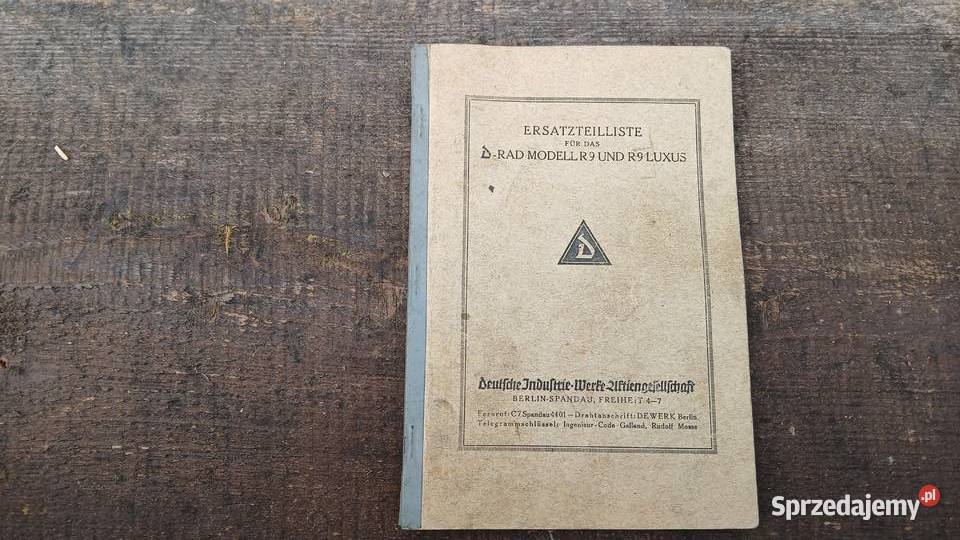 ERSATZTEILLISTE
FÜR DAS
D-RAD MODELL R9 UND R9 LUXUS
D
Deutsche Industrie-Werke-Aktiengesellschaft
BERLIN-SPANDAU, FREIHEIT 4–7
Fernruf: C7 Spandau 4401 — Drahtanschrift: DEWERK Berlin.
Telegrammschlüssel: Ingenieur-Code Galland, Rudolf Mosse
Sprzedajemy.pl